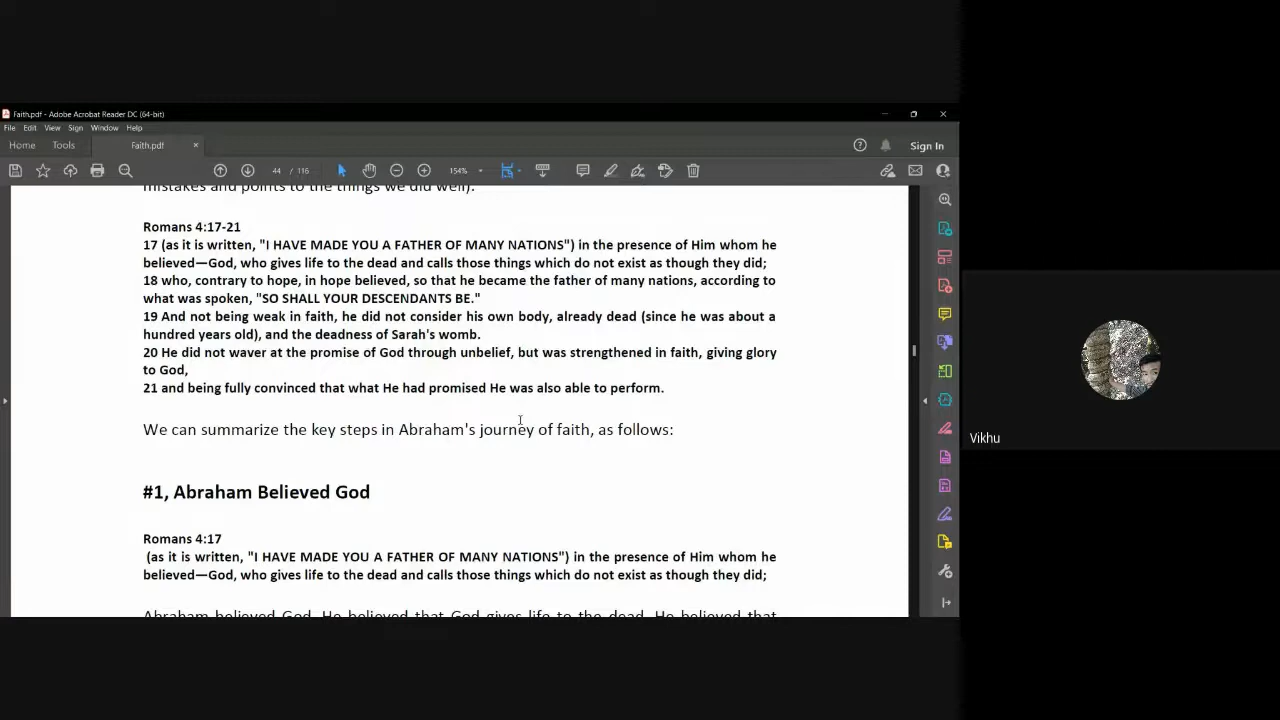 Faith.pdf - Adobe Acrobat Reader DC (64-bit)
File Edit View Sign Window Help
Home Tools Faith.pdf × Sign In
44 / 116 154%
mistakes and points to the things we did well).
Romans 4:17-21
17 (as it is written, "I HAVE MADE YOU A FATHER OF MANY NATIONS") in the presence of Him whom he
believed—God, who gives life to the dead and calls those things which do not exist as though they did;
18 who, contrary to hope, in hope believed, so that he became the father of many nations, according to
what was spoken, "SO SHALL YOUR DESCENDANTS BE."
19 And not being weak in faith, he did not consider his own body, already dead (since he was about a
hundred years old), and the deadness of Sarah's womb.
20 He did not waver at the promise of God through unbelief, but was strengthened in faith, giving glory
to God,
21 and being fully convinced that what He had promised He was also able to perform.
We can summarize the key steps in Abraham's journey of faith, as follows:
#1, Abraham Believed God
Romans 4:17
(as it is written, "I HAVE MADE YOU A FATHER OF MANY NATIONS") in the presence of Him whom he
believed—God, who gives life to the dead and calls those things which do not exist as though they did;
Abraham believed God. He believed that God gives life to the dead. He believed that
Vikhu